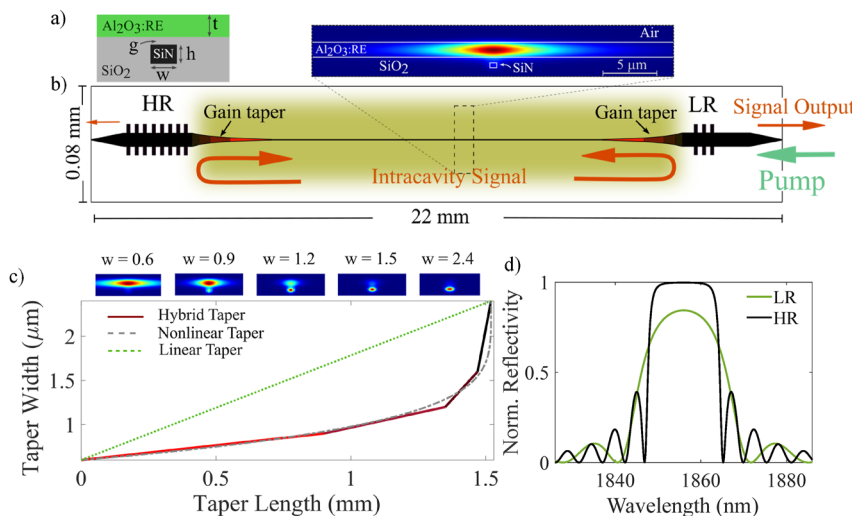 a)
Al₂O₃:RE
t
g
SiN
h
w
SiO₂
Air
Al₂O₃:RE
SiO₂
SiN
5 μm
b)
HR
Gain taper
Gain taper
LR
Signal Output
0.08 mm
Intracavity Signal
Pump
22 mm
c)
w = 0.6
w = 0.9
w = 1.2
w = 1.5
w = 2.4
Hybrid Taper
Nonlinear Taper
Linear Taper
Taper Width (μm)
2
1.5
1
0
1
1.5
Taper Length (mm)
d)
LR
HR
Norm. Reflectivity
1
0.5
0
1840
1860
1880
Wavelength (nm)